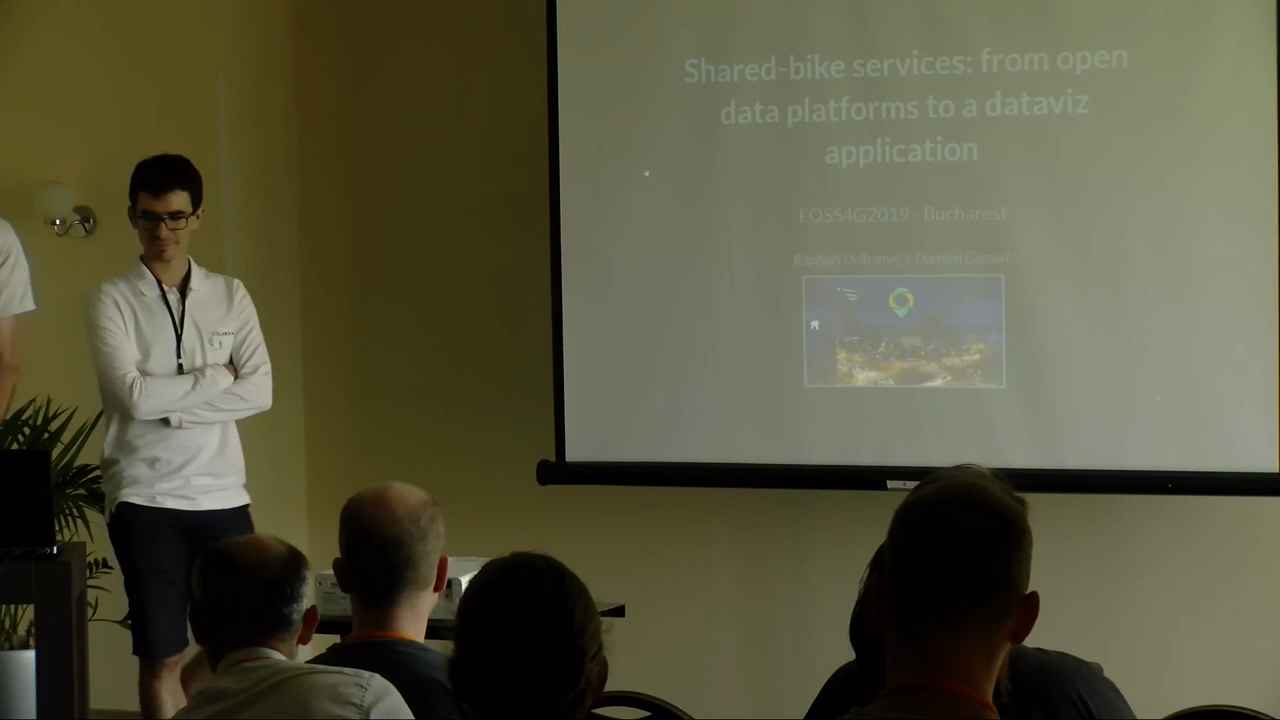 Shared-bike services: from open
data platforms to a dataviz
application
FOSS4G2019 - Bucharest